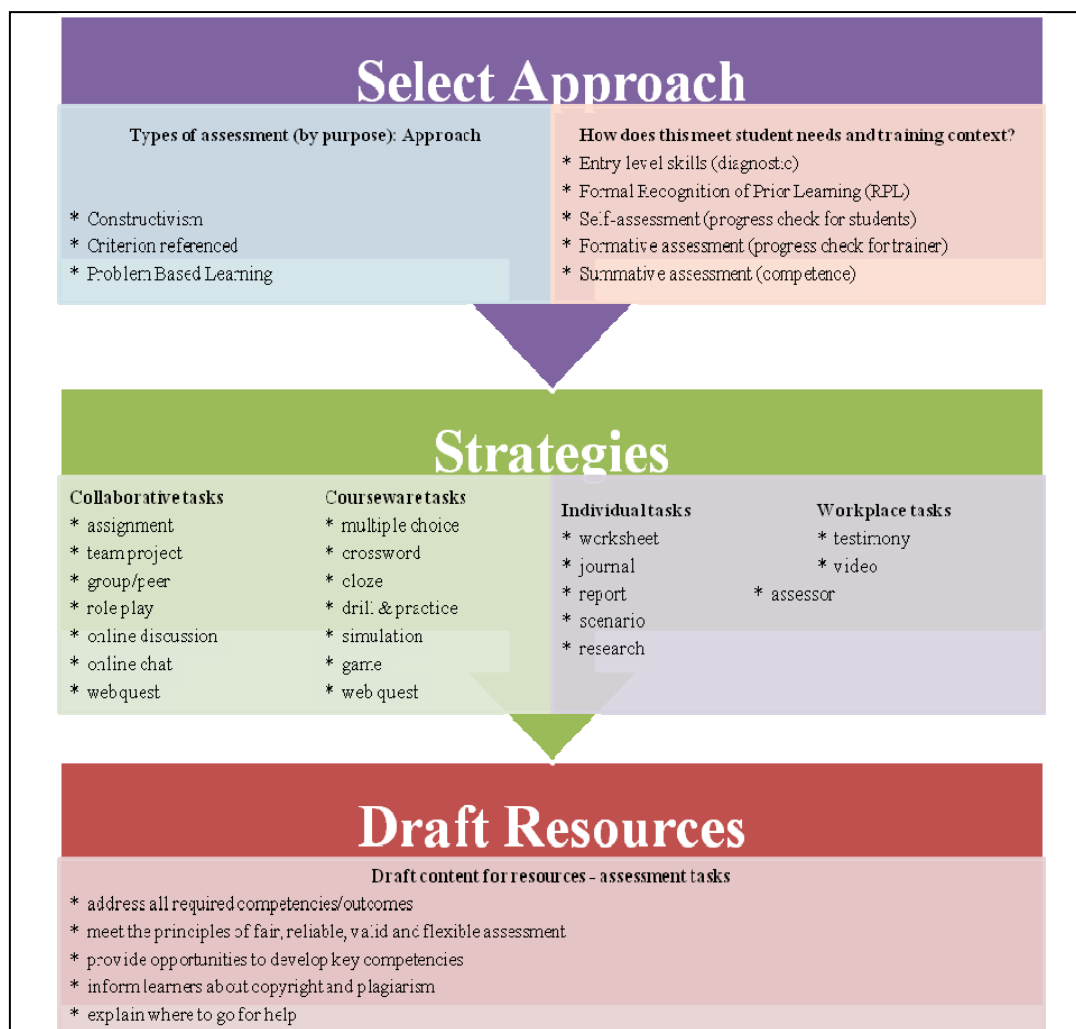 Select Approach
Types of assessment (by purpose): Approach
* Constructivism
* Criterion referenced
* Problem Based Learning
How does this meet student needs and training context?
* Entry level skills (diagnostic)
* Formal Recognition of Prior Learning (RPL)
* Self-assessment (progress check for students)
* Formative assessment (progress check for trainer)
* Summative assessment (competence)
Strategies
Collaborative tasks
* assignment
* team project
* group/peer
* role play
* online discussion
* online chat
* web quest
Courseware tasks
* multiple choice
* crossword
* cloze
* drill & practice
* simulation
* game
* web quest
Individual tasks
* worksheet
* journal
* report
* scenario
* research
Workplace tasks
* testimony
* video
* assessor
Draft Resources
Draft content for resources - assessment tasks
* address all required competencies/outcomes
* meet the principles of fair, reliable, valid and flexible assessment
* provide opportunities to develop key competencies
* inform learners about copyright and plagiarism
* explain where to go for help